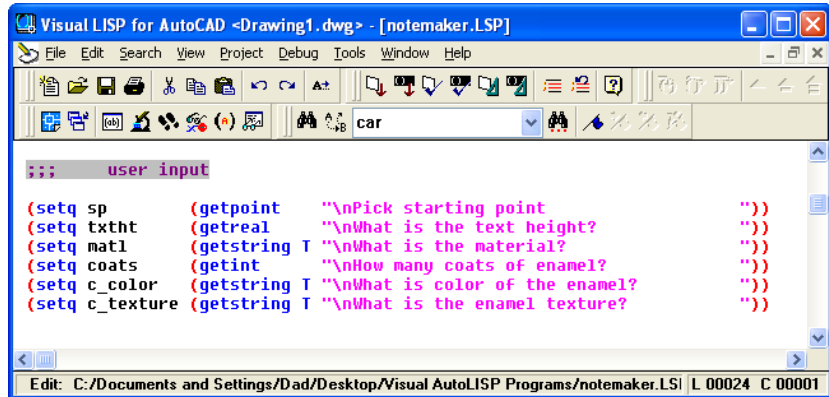 Visual LISP for AutoCAD <Drawing1.dwg> - [notemaker.LSP]
File Edit Search View Project Debug Tools Window Help
car
;;; user input
(setq sp (getpoint "\nPick starting point "))
(setq txtht (getreal "\nWhat is the text height? "))
(setq matl (getstring T "\nWhat is the material? "))
(setq coats (getint "\nHow many coats of enamel? "))
(setq c_color (getstring T "\nWhat is color of the enamel? "))
(setq c_texture (getstring T "\nWhat is the enamel texture? "))
Edit: C:/Documents and Settings/Dad/Desktop/Visual AutoLISP Programs/notemaker.LS L 00024 C 00001